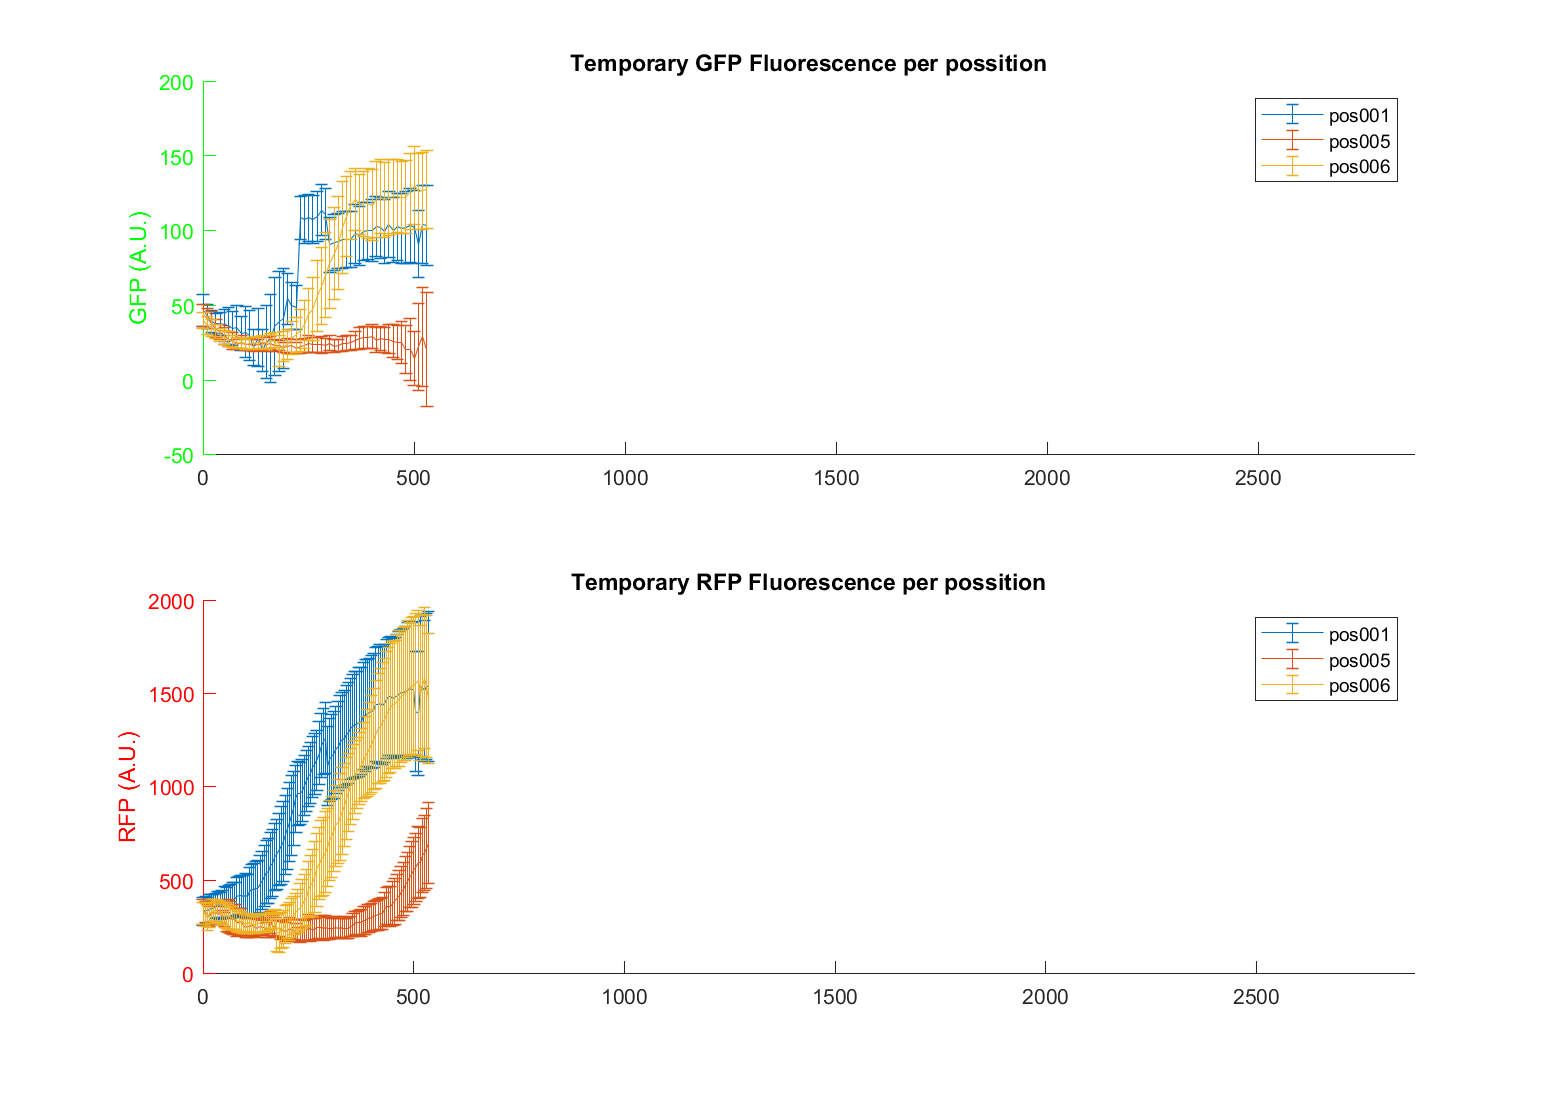 Temporary GFP Fluorescence per possition
200
150
100
50
0
-50
GFP (A.U.)
pos001
pos005
pos006
0 500 1000 1500 2000 2500
Temporary RFP Fluorescence per possition
2000
1500
1000
500
0
RFP (A.U.)
pos001
pos005
pos006
0 500 1000 1500 2000 2500